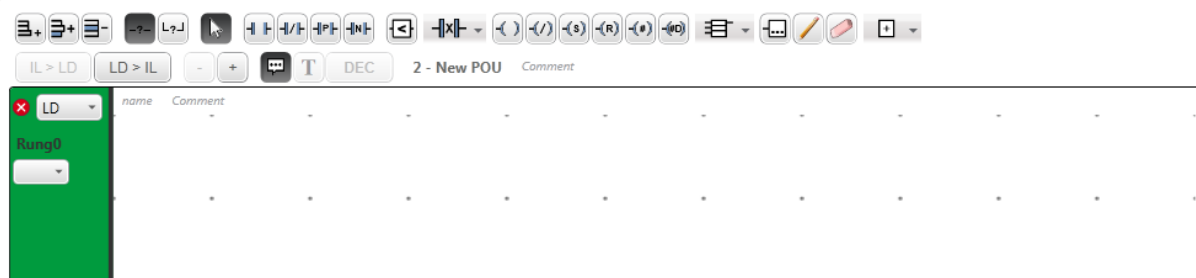 -?- L?┘ P N < X ( ) (/) (S) (R) (#) (#D)
IL > LD LD > IL - + T DEC 2 - New POU Comment
LD name Comment
Rung0